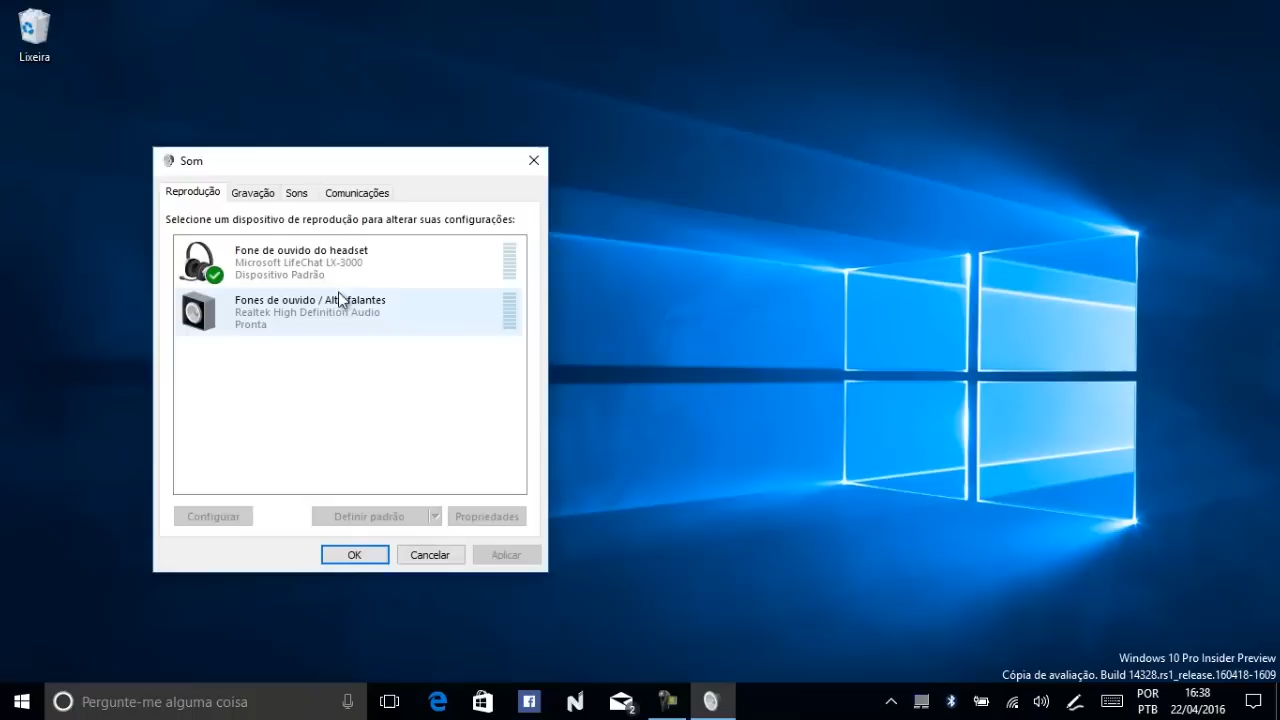 Lixeira
Som
Reprodução Gravação Sons Comunicações
Selecione um dispositivo de reprodução para alterar suas configurações:
Fone de ouvido do headset
Microsoft LifeChat LX-3000
Dispositivo Padrão
Fones de ouvido / Alto-falantes
Realtek High Definition Audio
Pronta
Configurar Definir padrão Propriedades
OK Cancelar Aplicar
Windows 10 Pro Insider Preview
Cópia de avaliação. Build 14328.rs1_release.160418-1609
Pergunte-me alguma coisa
2
POR
PTB
16:38
22/04/2016